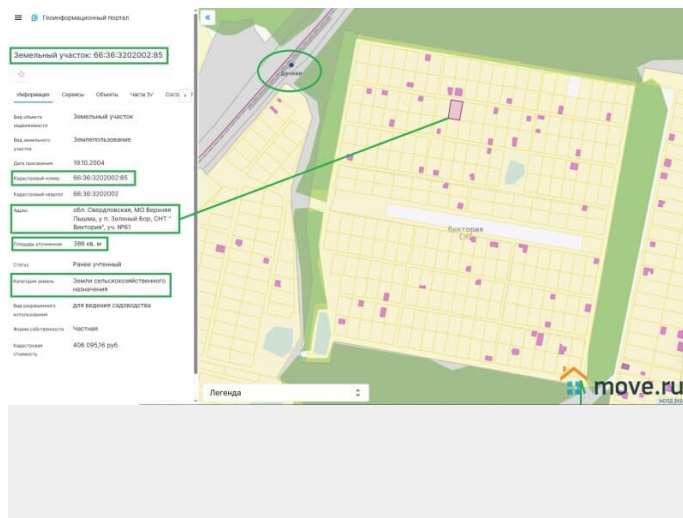 Геоинформационный портал
Земельный участок: 66:36:3202002:85
Информация Сервисы Объекты Части ЗУ
Вид объекта недвижимости
Земельный участок
Вид земельного участка
Землепользование
Дата присвоения
19.10.2004
Кадастровый номер
66:36:3202002:85
Кадастровый квартал
66:36:3202002
Адрес
обл. Свердловская, МО Верхняя
Пышма, у п. Зеленый Бор, СНТ "
Виктория", уч. №61
Площадь уточненная
386 кв. м
Статус
Ранее учтенный
Категория земель
Земли сельскохозяйственного
назначения
Вид разрешенного
использования
для ведения садоводства
Форма собственности
Частная
Кадастровая
стоимость
406 095,16 руб.
Дачная
Виктория
СНТ
Легенда
move.ru